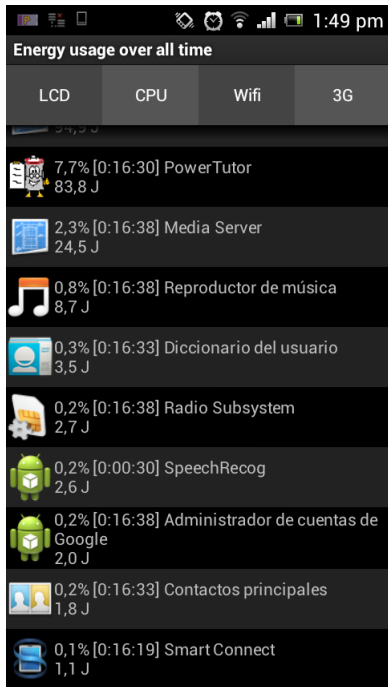 1:49 pm
Energy usage over all time
LCD CPU Wifi 3G
94,9 J
7,7% [0:16:30] PowerTutor
83,8 J
2,3% [0:16:38] Media Server
24,5 J
0,8% [0:16:38] Reproductor de música
8,7 J
0,3% [0:16:33] Diccionario del usuario
3,5 J
0,2% [0:16:38] Radio Subsystem
2,7 J
0,2% [0:00:30] SpeechRecog
2,6 J
0,2% [0:16:38] Administrador de cuentas de
Google
2,0 J
0,2% [0:16:33] Contactos principales
1,8 J
0,1% [0:16:19] Smart Connect
1,1 J